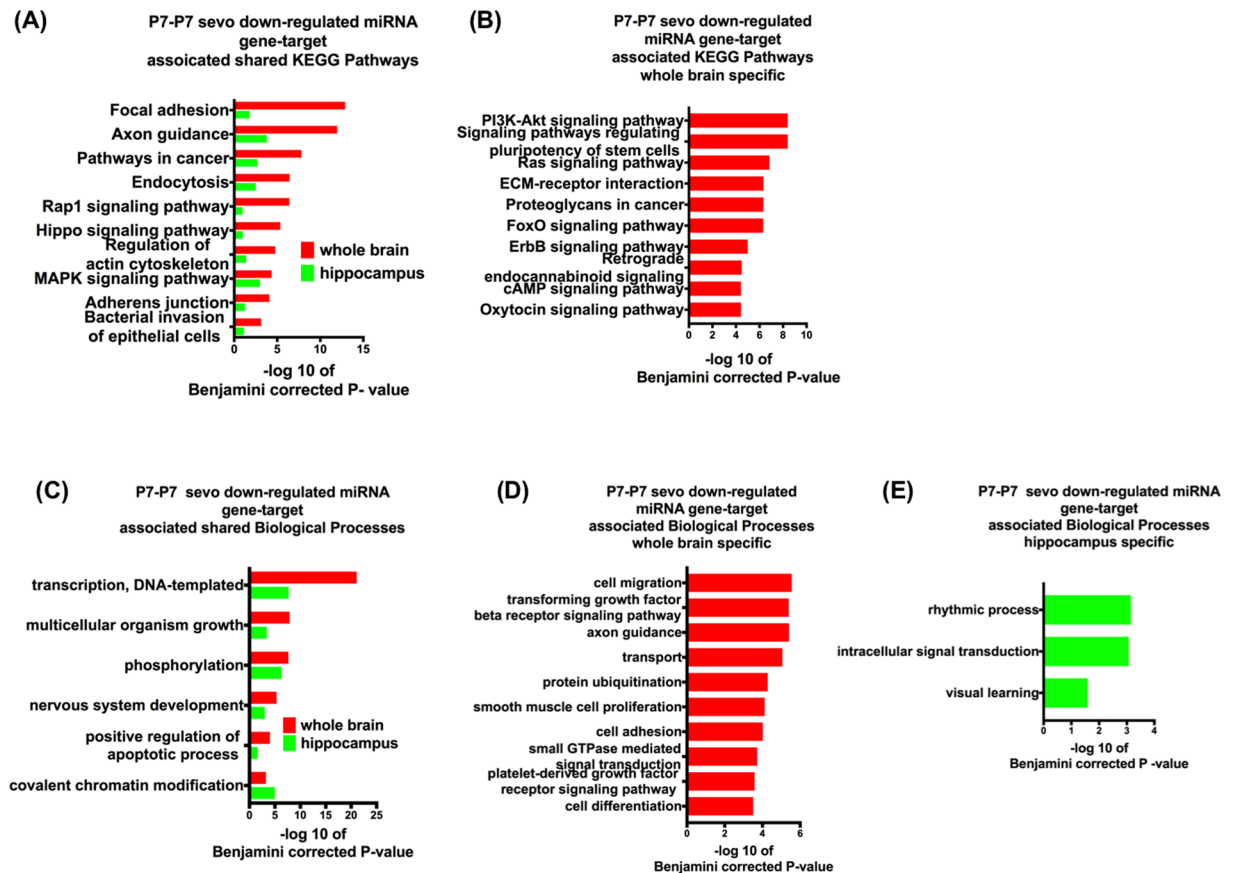 (A)
P7-P7 sevo down-regulated miRNA
gene-target
assoicated shared KEGG Pathways
Focal adhesion
Axon guidance
Pathways in cancer
Endocytosis
Rap1 signaling pathway
Hippo signaling pathway
Regulation of
actin cytoskeleton
MAPK signaling pathway
Adherens junction
Bacterial invasion
of epithelial cells
whole brain
hippocampus
0 5 10 15
-log 10 of
Benjamini corrected P- value
(B)
P7-P7 sevo down-regulated
miRNA gene-target
associated KEGG Pathways
whole brain specific
PI3K-Akt signaling pathway
Signaling pathways regulating
pluripotency of stem cells
Ras signaling pathway
ECM-receptor interaction
Proteoglycans in cancer
FoxO signaling pathway
ErbB signaling pathway
Retrograde
endocannabinoid signaling
cAMP signaling pathway
Oxytocin signaling pathway
0 2 4 6 8 10
-log 10 of
Benjamini corrected P-value
(C)
P7-P7 sevo down-regulated miRNA
gene-target
associated shared Biological Processes
transcription, DNA-templated
multicellular organism growth
phosphorylation
nervous system development
positive regulation of
apoptotic process
covalent chromatin modification
whole brain
hippocampus
0 5 10 15 21 25
-log 10 of
Benjamini corrected P-value
(D)
P7-P7 sevo down-regulated
miRNA gene-target
associated Biological Processes
whole brain specific
cell migration
transforming growth factor
beta receptor signaling pathway
axon guidance
transport
protein ubiquitination
smooth muscle cell proliferation
cell adhesion
small GTPase mediated
signal transduction
platelet-derived growth factor
receptor signaling pathway
cell differentiation
0 2 4 6
-log 10 of
Benjamini corrected P-value
(E)
P7-P7 sevo down-regulated miRNA
gene-target
associated Biological Processes
hippocampus specific
rhythmic process
intracellular signal transduction
visual learning
0 1 2 3 4
-log 10 of
Benjamini corrected P -value